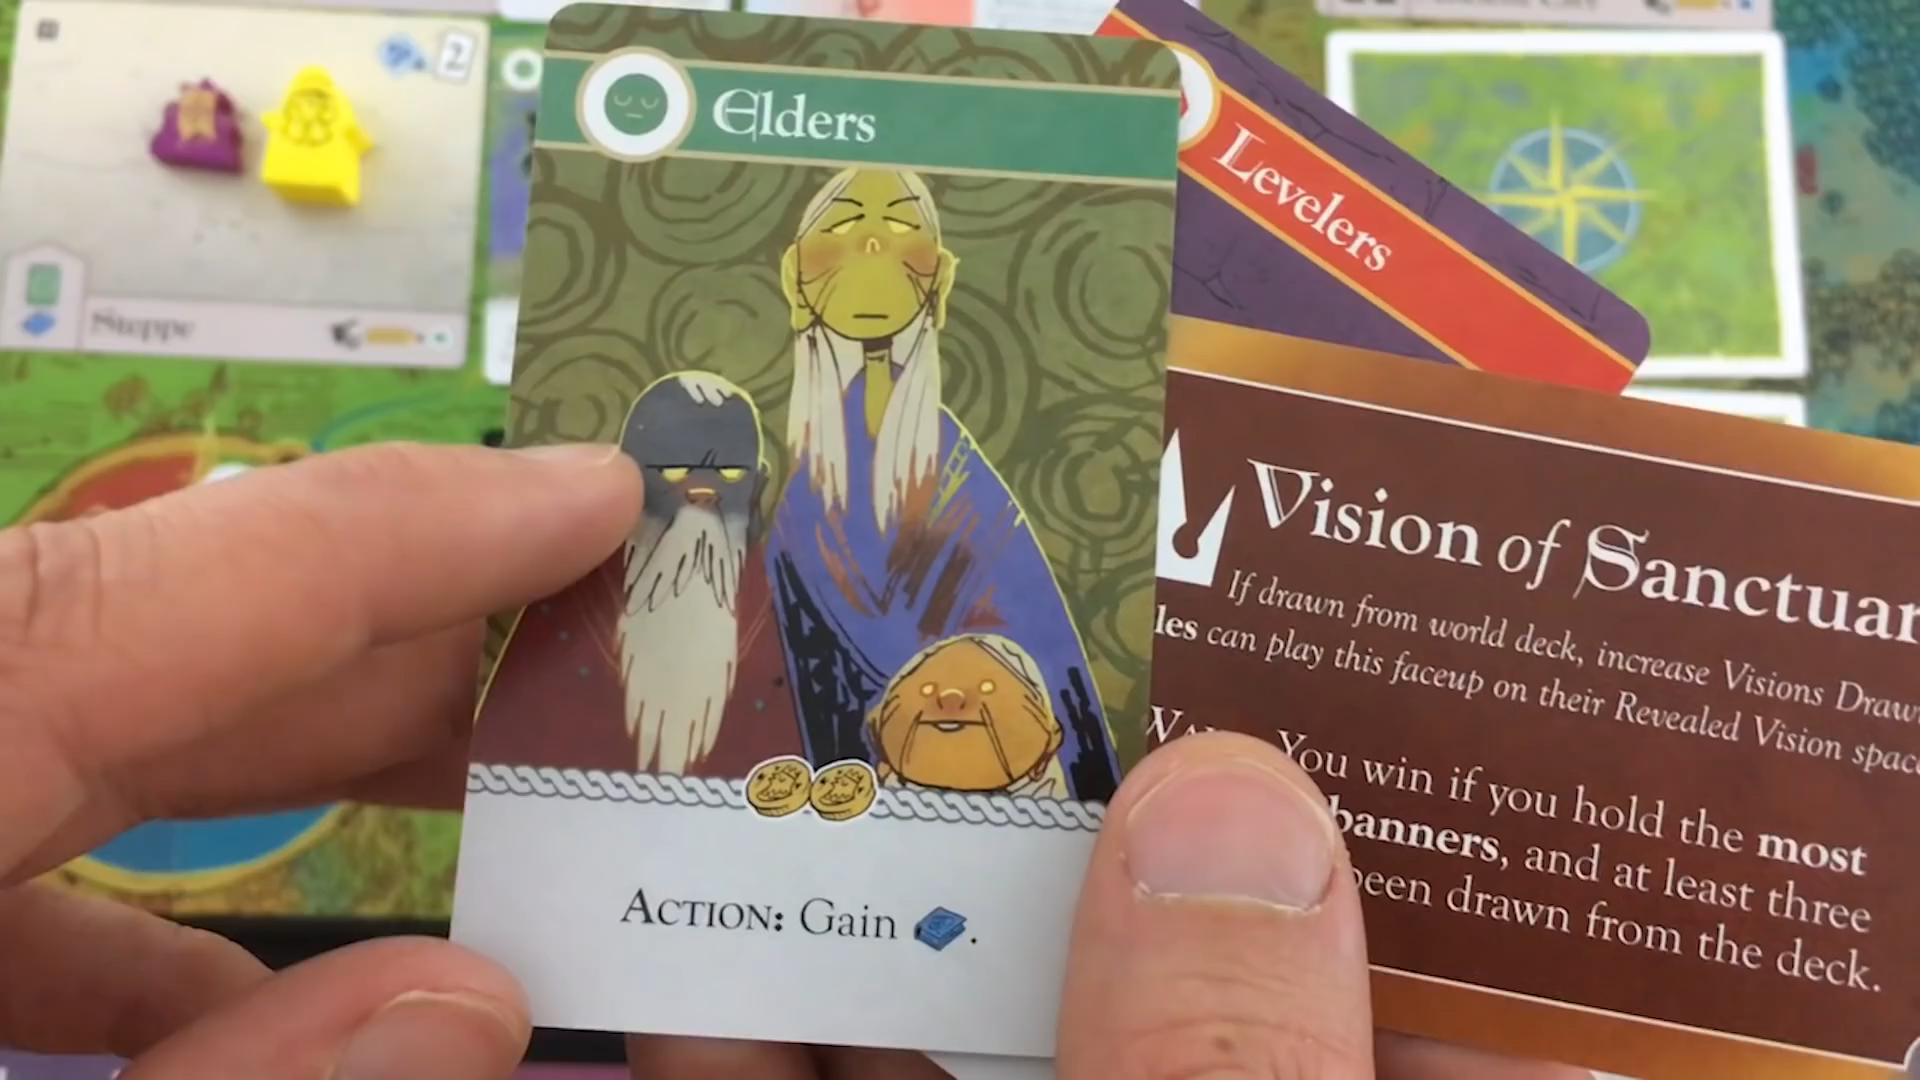 2
Elders
Levelers
Steppe
Vision of Sanctuar
If drawn from world deck, increase Visions Drawn
les can play this faceup on their Revealed Vision space
You win if you hold the most
banners, and at least three
been drawn from the deck.
ACTION: Gain .